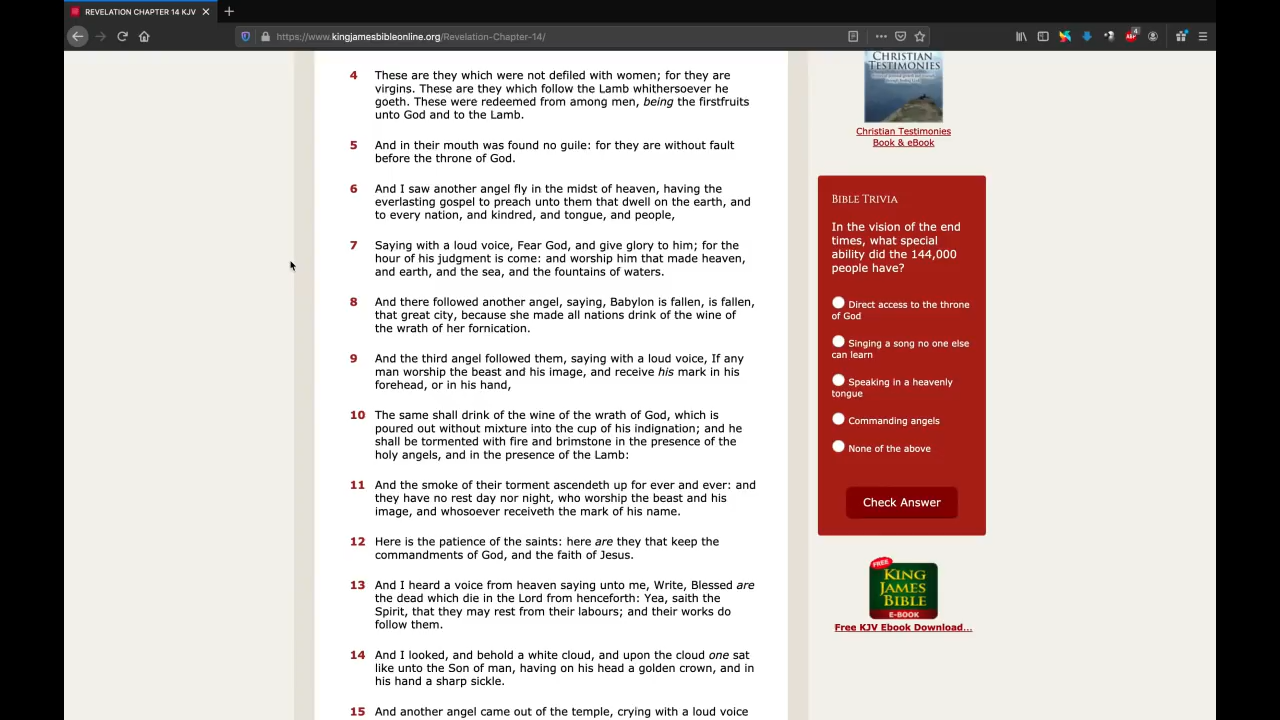 REVELATION CHAPTER 14 KJV
https://www.kingjamesbibleonline.org/Revelation-Chapter-14/
4 These are they which were not defiled with women; for they are
virgins. These are they which follow the Lamb whithersoever he
goeth. These were redeemed from among men, being the firstfruits
unto God and to the Lamb.
5 And in their mouth was found no guile: for they are without fault
before the throne of God.
6 And I saw another angel fly in the midst of heaven, having the
everlasting gospel to preach unto them that dwell on the earth, and
to every nation, and kindred, and tongue, and people,
7 Saying with a loud voice, Fear God, and give glory to him; for the
hour of his judgment is come: and worship him that made heaven,
and earth, and the sea, and the fountains of waters.
8 And there followed another angel, saying, Babylon is fallen, is fallen,
that great city, because she made all nations drink of the wine of
the wrath of her fornication.
9 And the third angel followed them, saying with a loud voice, If any
man worship the beast and his image, and receive his mark in his
forehead, or in his hand,
10 The same shall drink of the wine of the wrath of God, which is
poured out without mixture into the cup of his indignation; and he
shall be tormented with fire and brimstone in the presence of the
holy angels, and in the presence of the Lamb:
11 And the smoke of their torment ascendeth up for ever and ever: and
they have no rest day nor night, who worship the beast and his
image, and whosoever receiveth the mark of his name.
12 Here is the patience of the saints: here are they that keep the
commandments of God, and the faith of Jesus.
13 And I heard a voice from heaven saying unto me, Write, Blessed are
the dead which die in the Lord from henceforth: Yea, saith the
Spirit, that they may rest from their labours; and their works do
follow them.
14 And I looked, and behold a white cloud, and upon the cloud one sat
like unto the Son of man, having on his head a golden crown, and in
his hand a sharp sickle.
15 And another angel came out of the temple, crying with a loud voice
CHRISTIAN
TESTIMONIES
Christian Testimonies
Book & eBook
BIBLE TRIVIA
In the vision of the end
times, what special
ability did the 144,000
people have?
Direct access to the throne
of God
Singing a song no one else
can learn
Speaking in a heavenly
tongue
Commanding angels
None of the above
Check Answer
FREE
KING
JAMES
BIBLE
E-BOOK
Free KJV Ebook Download...